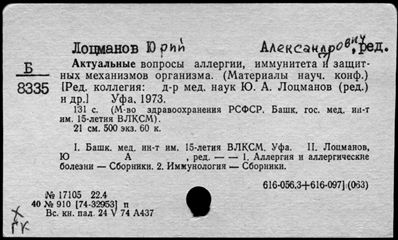 Лоцманов Юрий Александрович, ред.
Б
8335
Актуальные вопросы аллергии, иммунитета и защит-
ных механизмов организма. (Материалы науч. конф.)
[Ред. коллегия: д-р мед. наук Ю. А. Лоцманов (ред.)
и др.] Уфа, 1973.
131 с. (М-во здравоохранения РСФСР. Башк. гос. мед. ин-т
им. 15-летия ВЛКСМ).
21 см. 500 экз. 60 к.
I. Башк. мед. ин-т им. 15-летия ВЛКСМ, Уфа. II. Лоцманов,
Ю А , ред. — — 1. Аллергия и аллергические
болезни — Сборники. 2. Иммунология — Сборники.
616-056.3+616-097](063)
№ 17105 22.4
40 № 910 [74-32953] п
Вс. кн. пал. 24 V 74 А437